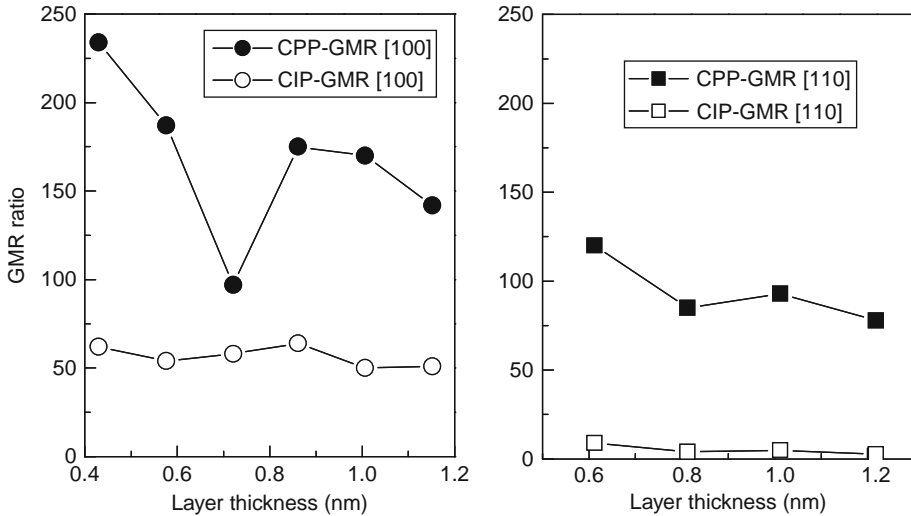 250
200
150
100
50
0
GMR ratio
CPP-GMR [100]
CIP-GMR [100]
0.4 0.6 0.8 1.0 1.2
Layer thickness (nm)
250
200
150
100
50
0
CPP-GMR [110]
CIP-GMR [110]
0.6 0.8 1.0 1.2
Layer thickness (nm)